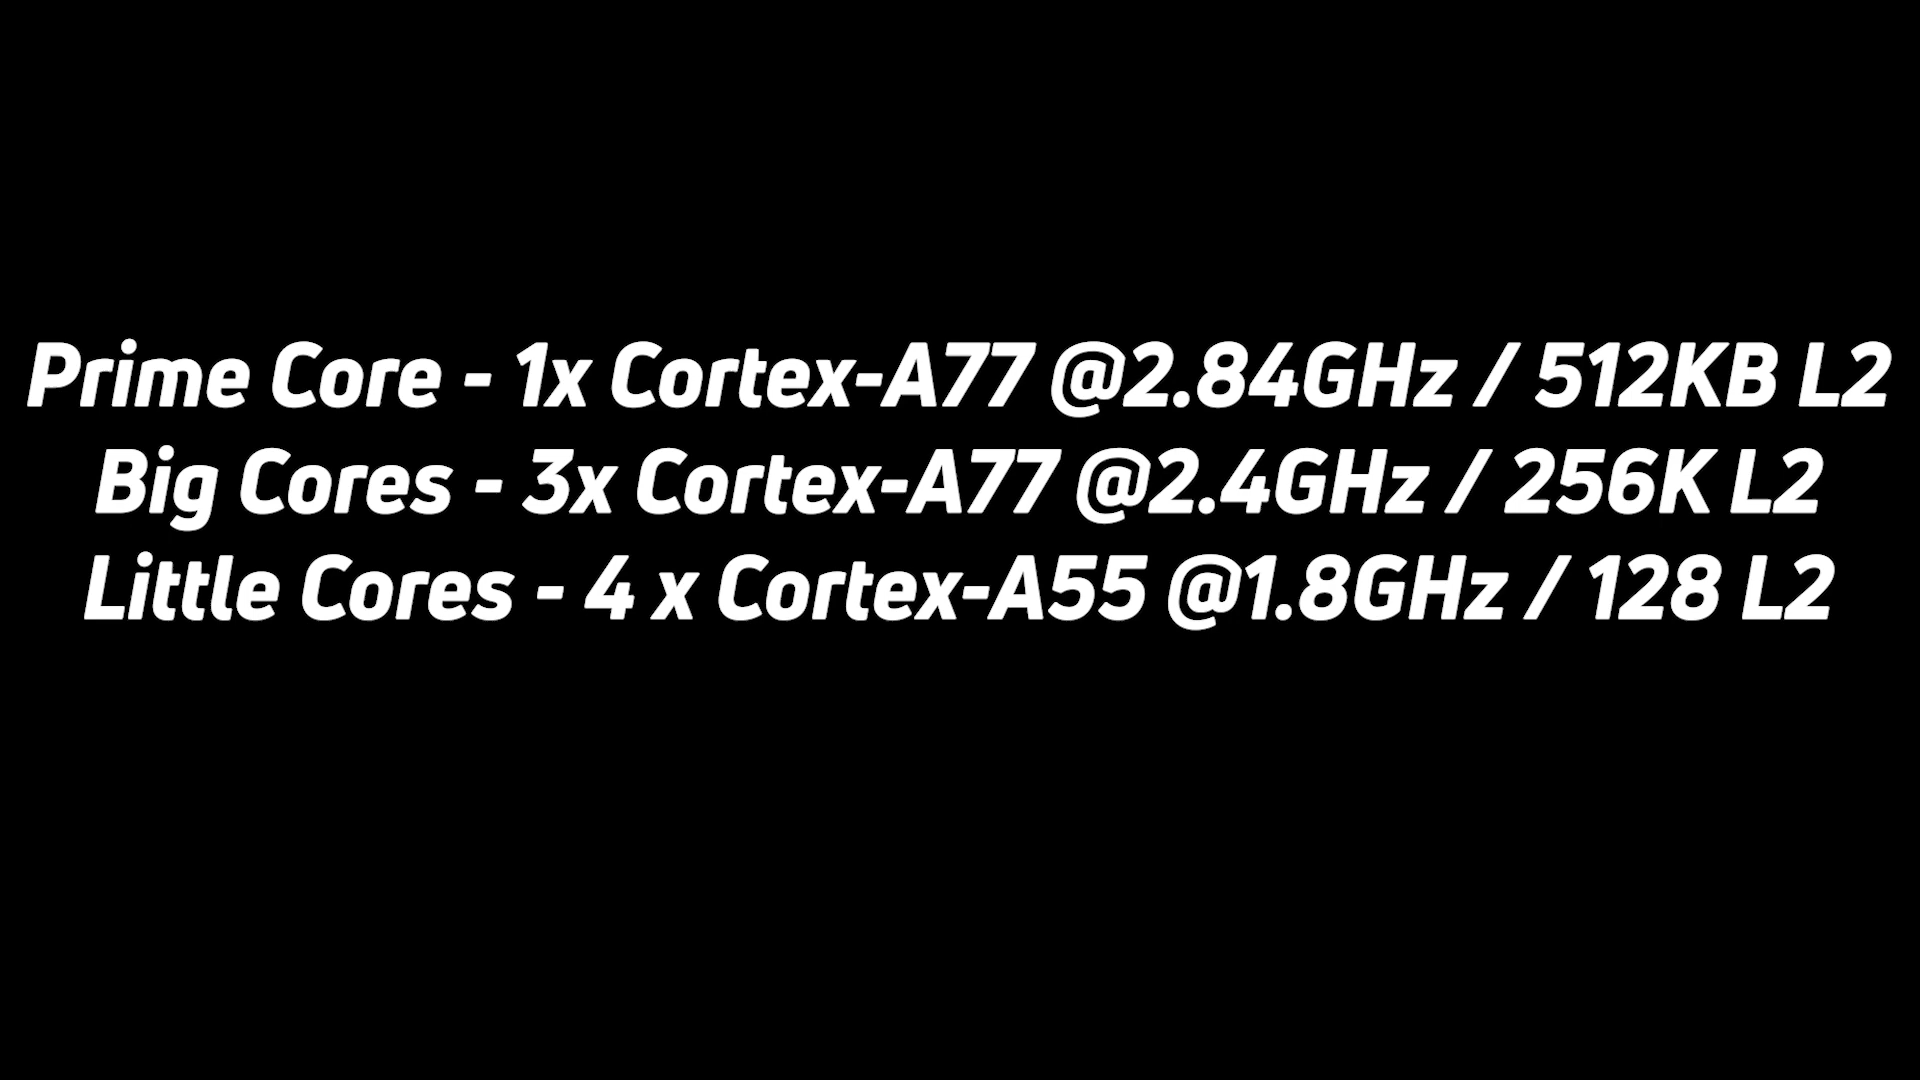 Prime Core - 1x Cortex-A77 @2.84GHz / 512KB L2
Big Cores - 3x Cortex-A77 @2.4GHz / 256K L2
Little Cores - 4 x Cortex-A55 @1.8GHz / 128 L2